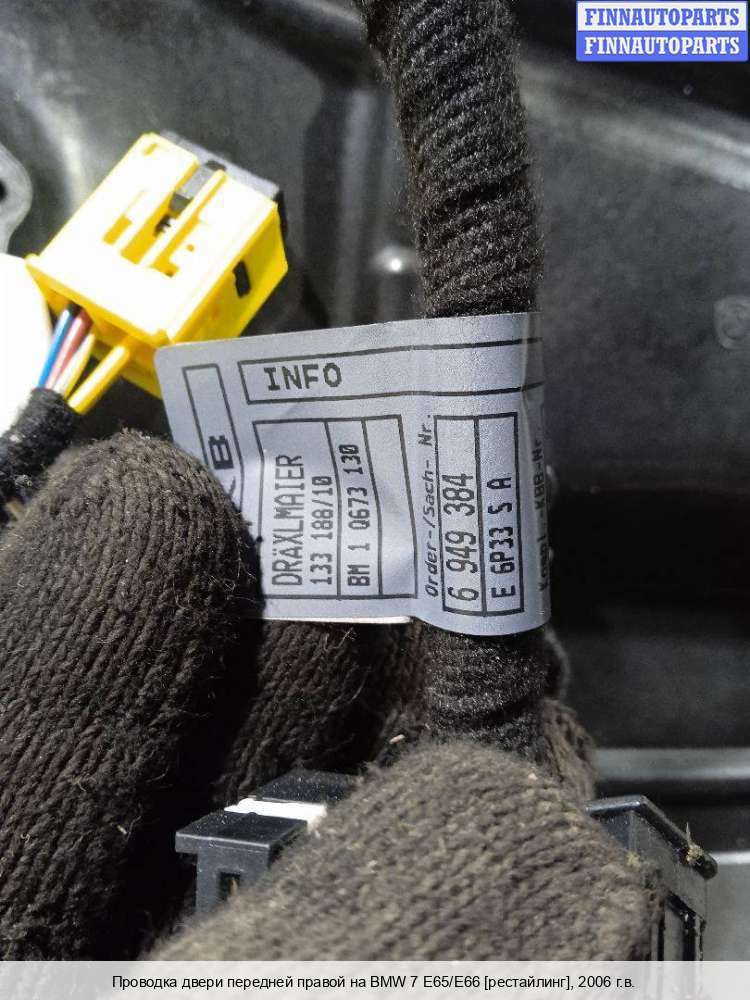 FINNAUTOPARTS
FINNAUTOPARTS
INFO
DRÄXLMAIER
133 188/10
BM 1 Q673 130
Order-/Sach- Nr.
6 949 384
E 6P33 S A
Проводка двери передней правой на BMW 7 E65/E66 [рестайлинг], 2006 г.в.